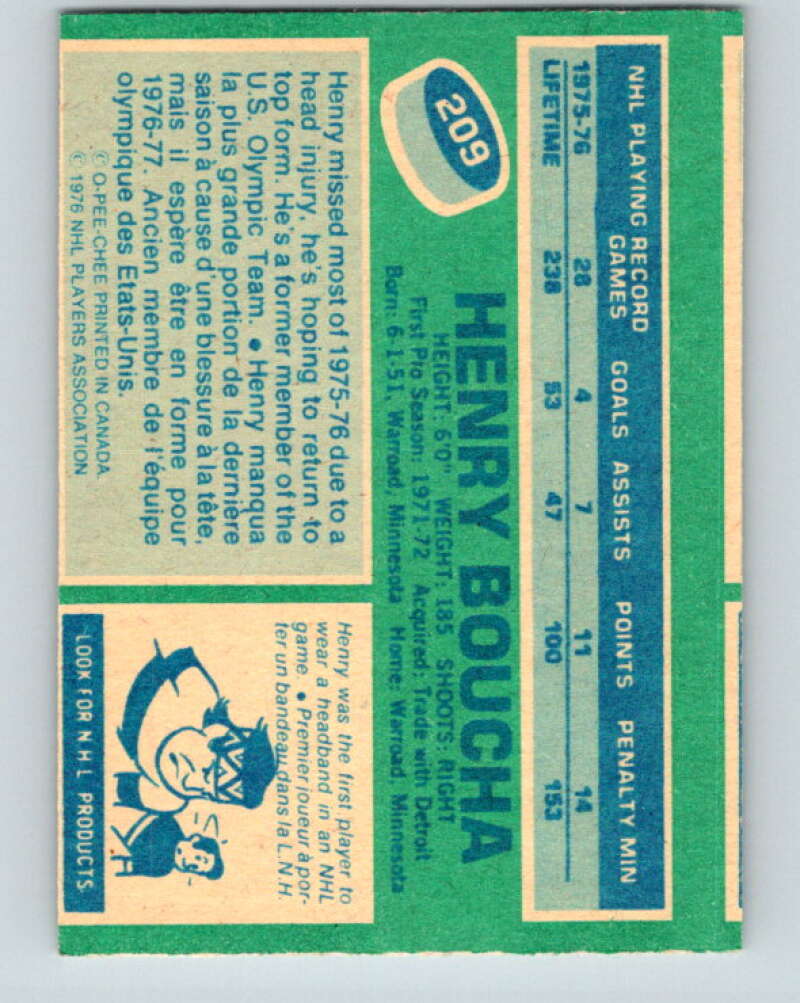 NHL PLAYING RECORD
GAMES GOALS ASSISTS POINTS PENALTY MIN
1975-76 28 4 7 11 14
LIFETIME 238 53 47 100 153
209
HENRY BOUCHA
HEIGHT: 6'0" WEIGHT: 185 SHOOTS: RIGHT
First Pro Season: 1971-72 Acquired: Trade with Detroit
Born: 6-1-51, Warroad, Minnesota Home: Warroad, Minnesota
Henry missed most of 1975-76 due to a
head injury, he's hoping to return to
top form. He's a former member of the
U.S. Olympic Team. • Henry manqua
la plus grande portion de la dernière
saison à cause d'une blessure à la tête,
mais il espère être en forme pour
1976-77. Ancien membre de l'équipe
olympique des Etats-Unis.
© O-PEE-CHEE PRINTED IN CANADA
© 1976 NHL PLAYERS ASSOCIATION
Henry was the first player to
wear a headband in an NHL
game. • Premier joueur à por-
ter un bandeau dans la L.N.H.
LOOK FOR N.H.L PRODUCTS